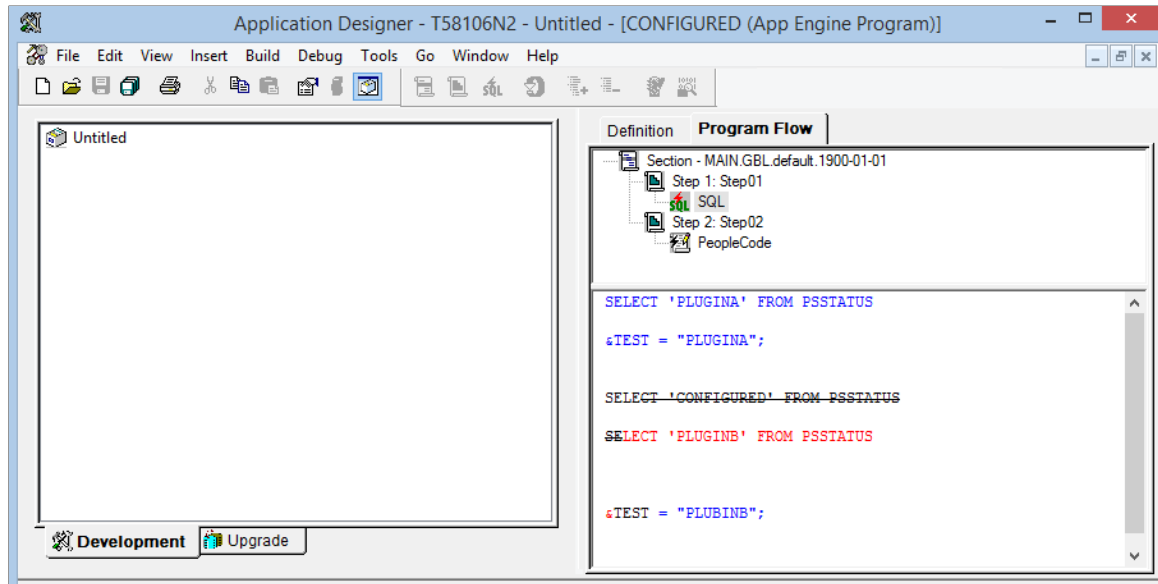 Application Designer - T58106N2 - Untitled - [CONFIGURED (App Engine Program)]
File Edit View Insert Build Debug Tools Go Window Help
SQL
Untitled
Definition Program Flow
Section - MAIN.GBL.default.1900-01-01
Step 1: Step01
SQL SQL
Step 2: Step02
PeopleCode
SELECT 'PLUGINA' FROM PSSTATUS
&TEST = "PLUGINA";
SELECT 'CONFIGURED' FROM PSSTATUS
SELECT 'PLUGINB' FROM PSSTATUS
&TEST = "PLUBINB";
Development Upgrade